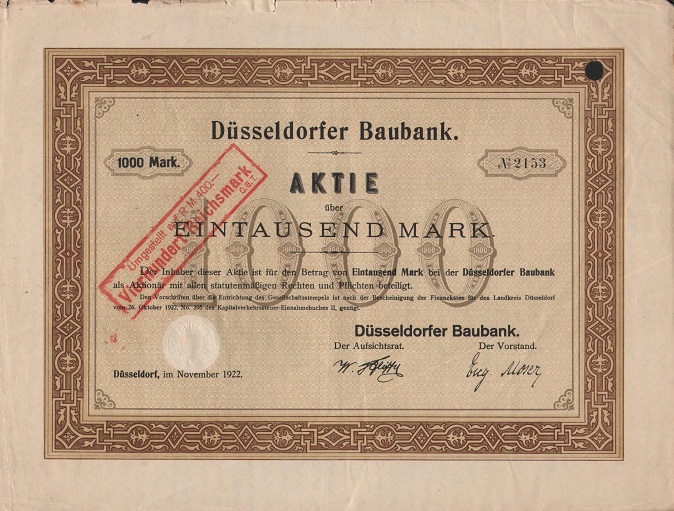 Düsseldorfer Baubank.
1000 Mark.
№ 2153
AKTIE
über
1000
EINTAUSEND MARK.
Umgestellt auf R.M. 400.—
Vierhundert Reichsmark
Der Inhaber dieser Aktie ist für den Betrag von Eintausend Mark bei der Düsseldorfer Baubank
als Aktionär mit allen statutenmäßigen Rechten und Pflichten beteiligt.
Den Vorschriften über die Entrichtung des Gesellschaftsstempels ist nach der Bescheinigung der Finanzkasse für den Landkreis Düsseldorf
vom 26. Oktober 1922, No. 295 des Kapitalverkehrssteuer-Einnahmebuches II, genügt.
Düsseldorfer Baubank.
Der Aufsichtsrat. Der Vorstand.
Düsseldorf, im November 1922.